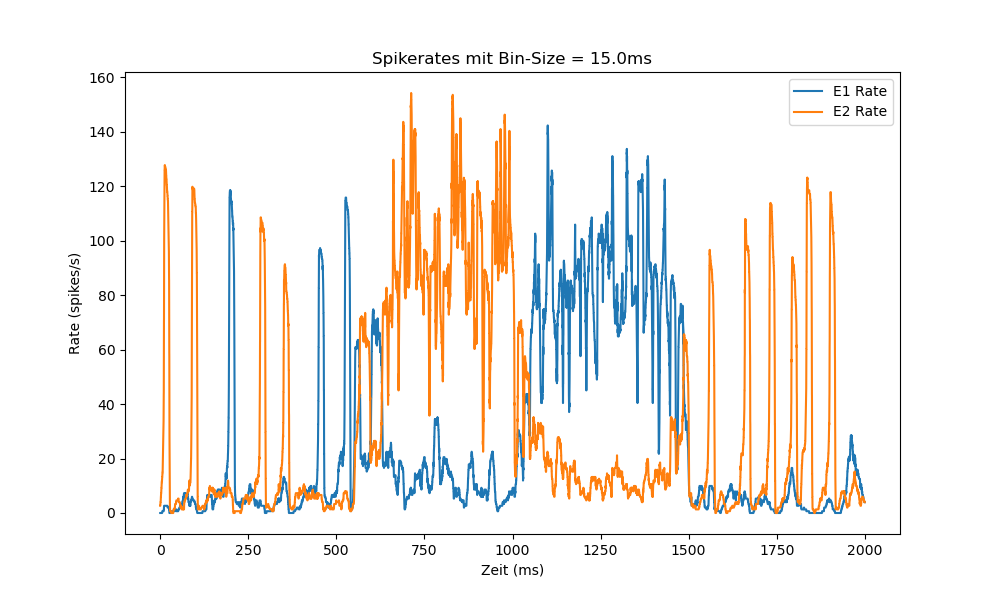 Spikerates mit Bin-Size = 15.0ms
160
140
120
100
80
60
40
20
0
Rate (spikes/s)
E1 Rate
E2 Rate
0 250 500 750 1000 1250 1500 1750 2000
Zeit (ms)